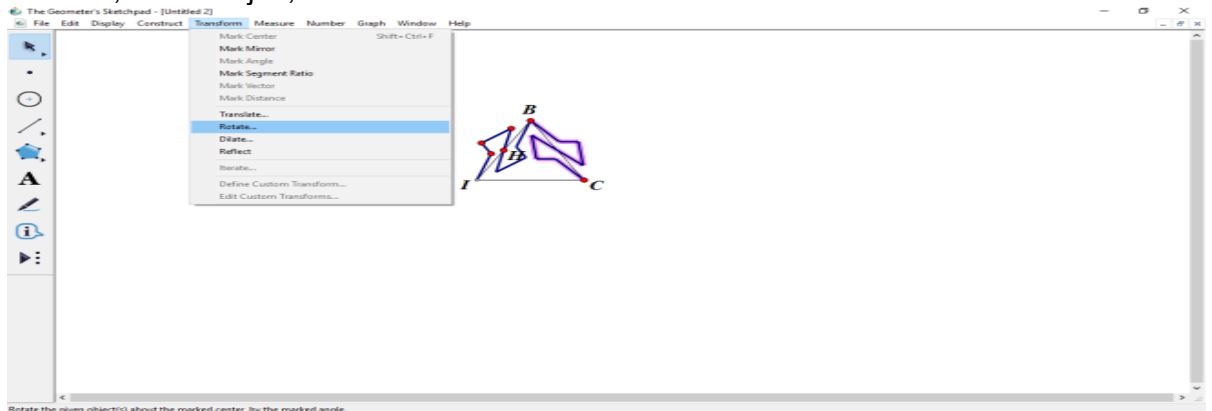 The Geometer's Sketchpad - [Untitled 2]
File Edit Display Construct Transform Measure Number Graph Window Help
Mark Center Shift+Ctrl+F
Mark Mirror
Mark Angle
Mark Segment Ratio
Mark Vector
Mark Distance
Translate...
Rotate...
Dilate...
Reflect
Iterate...
Define Custom Transform...
Edit Custom Transforms...
B
H
I
C
A
Rotate the given object(s) about the marked center, by the marked angle